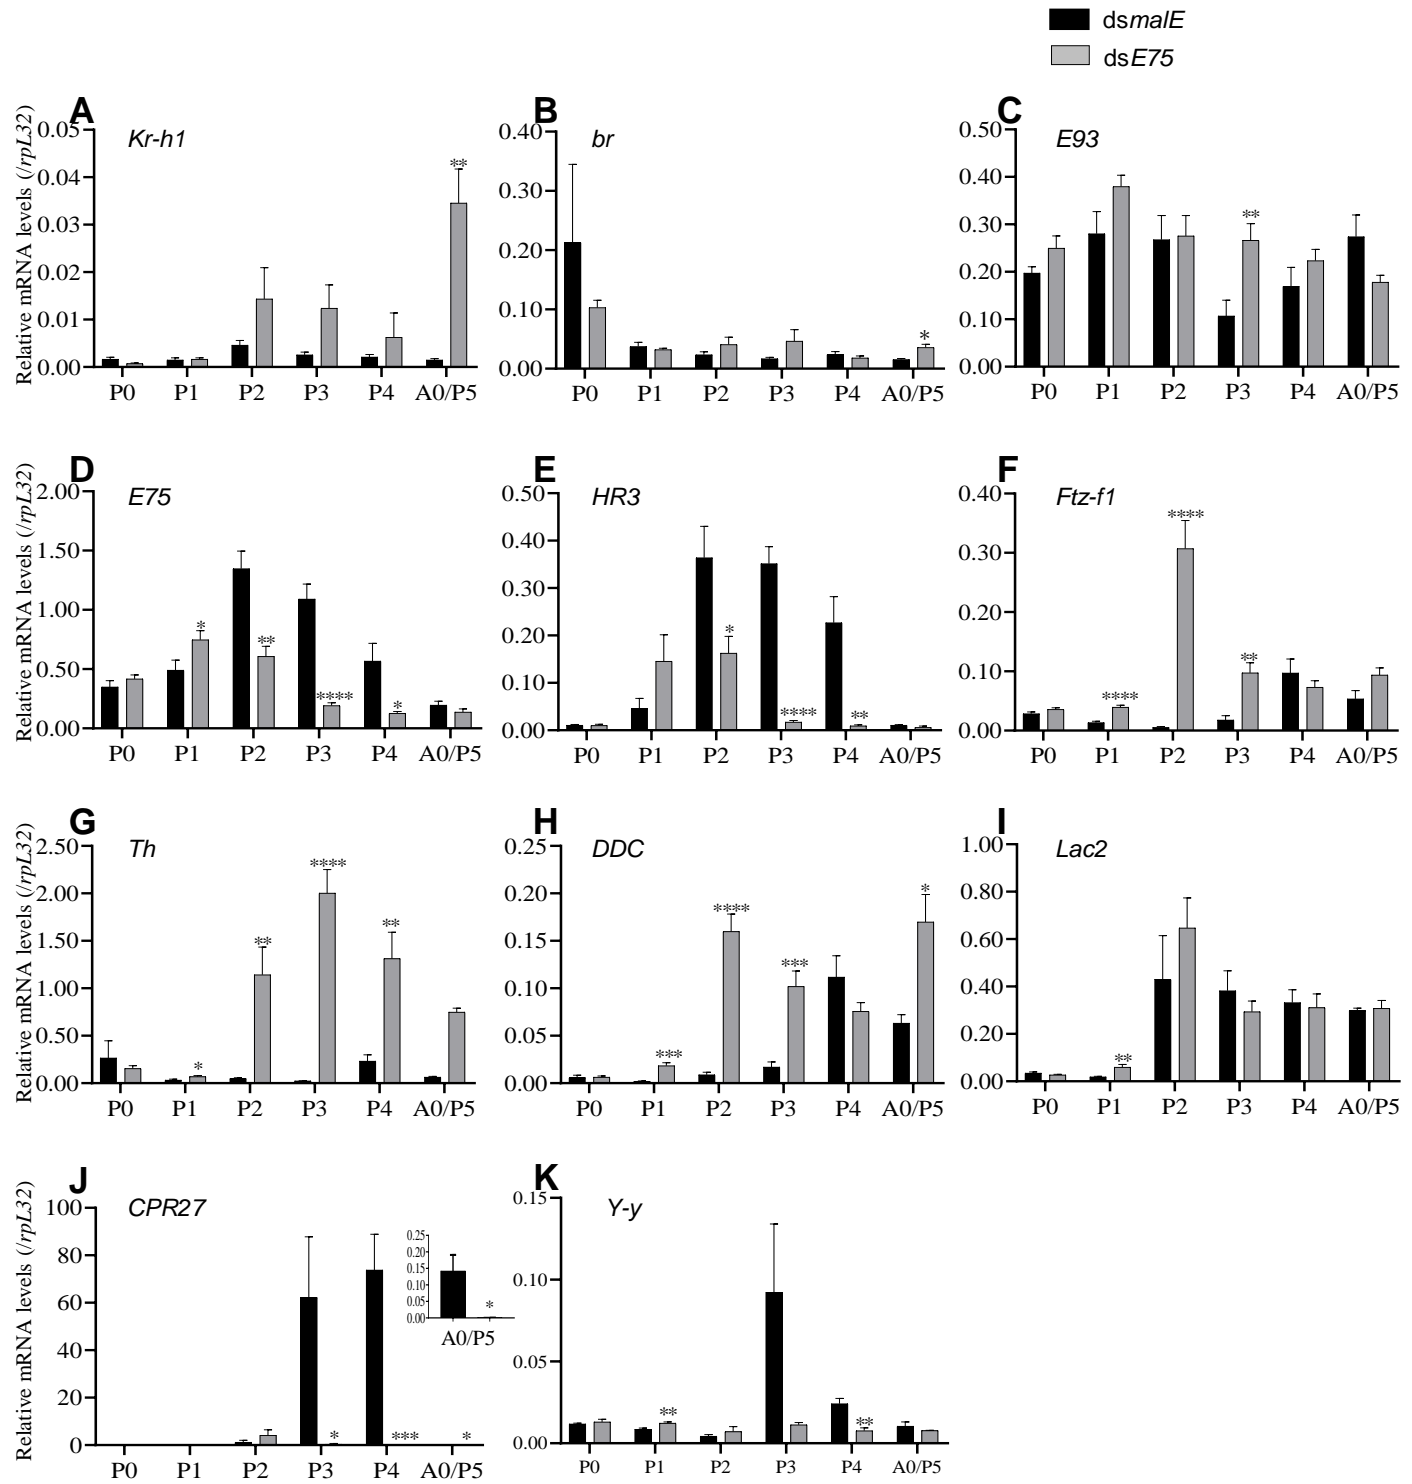 dsmalE
dsE75
A
Kr-h1
Relative mRNA levels (/rpL32)
0.05
0.04
0.03
0.02
0.01
0.00
**
P0 P1 P2 P3 P4 A0/P5
B
br
0.40
0.30
0.20
0.10
0.00
*
P0 P1 P2 P3 P4 A0/P5
C
E93
0.50
0.40
0.30
0.20
0.10
0.00
**
P0 P1 P2 P3 P4 A0/P5
D
E75
Relative mRNA levels (/rpL32)
2.00
1.50
1.00
0.50
0.00
* ** **** *
P0 P1 P2 P3 P4 A0/P5
E
HR3
0.50
0.40
0.30
0.20
0.10
0.00
* **** **
P0 P1 P2 P3 P4 A0/P5
F
Ftz-f1
0.40
0.30
0.20
0.10
0.00
**** **** **
P0 P1 P2 P3 P4 A0/P5
G
Th
Relative mRNA levels (/rpL32)
2.50
2.00
1.50
1.00
0.50
0.00
* ** **** **
P0 P1 P2 P3 P4 A0/P5
H
DDC
0.25
0.20
0.15
0.10
0.05
0.00
*** **** *** *
P0 P1 P2 P3 P4 A0/P5
I
Lac2
1.00
0.80
0.60
0.40
0.20
0.00
**
P0 P1 P2 P3 P4 A0/P5
J
CPR27
Relative mRNA levels (/rpL32)
100
80
60
40
20
0
* *** *
P0 P1 P2 P3 P4 A0/P5
0.25
0.20
0.15
0.10
0.05
0.00
*
A0/P5
K
Y-y
0.15
0.10
0.05
0.00
** **
P0 P1 P2 P3 P4 A0/P5